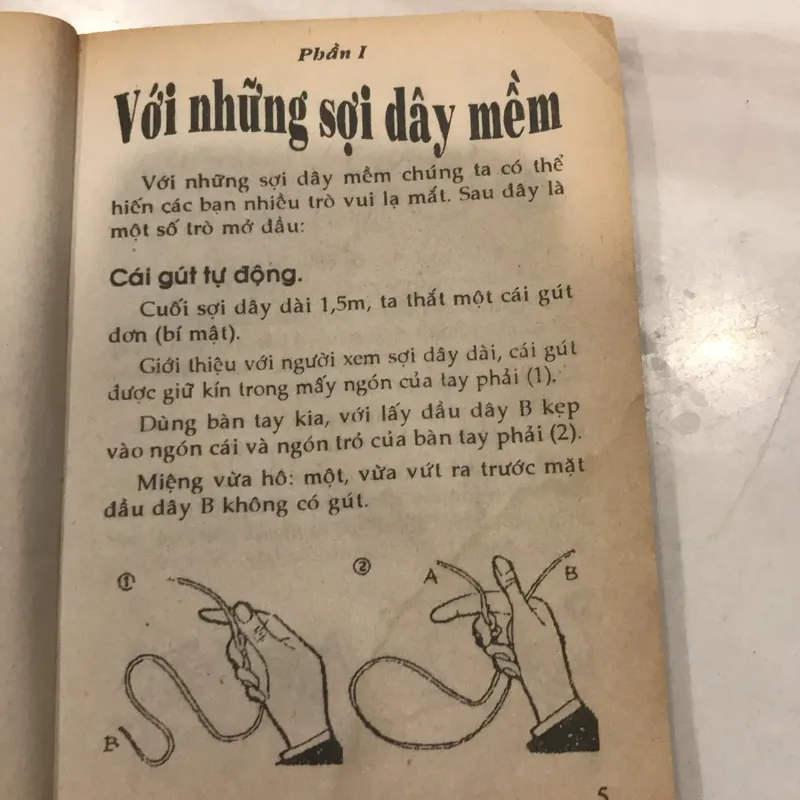 Phần I
Với những sợi dây mềm
Với những sợi dây mềm chúng ta có thể
hiến các bạn nhiều trò vui lạ mắt. Sau đây là
một số trò mở đầu:
Cái gút tự động.
Cuối sợi dây dài 1,5m, ta thắt một cái gút
đơn (bí mật).
Giới thiệu với người xem sợi dây dài, cái gút
được giữ kín trong mấy ngón của tay phải (1).
Dùng bàn tay kia, với lấy đầu dây B kẹp
vào ngón cái và ngón trỏ của bàn tay phải (2).
Miệng vừa hô: một, vừa vứt ra trước mặt
đầu dây B không có gút.
① ② A B
B
5